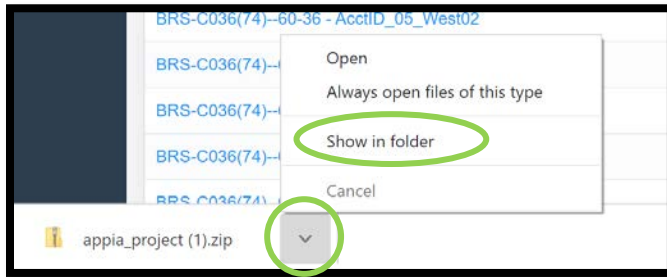 BRS-C036(74)--60-36 - AcctID_05_West02
BRS-C036(74)--
Open
Always open files of this type
BRS-C036(74)--
Show in folder
BRS-C036(74)--
Cancel
BRS-C036(74)
appia_project (1).zip